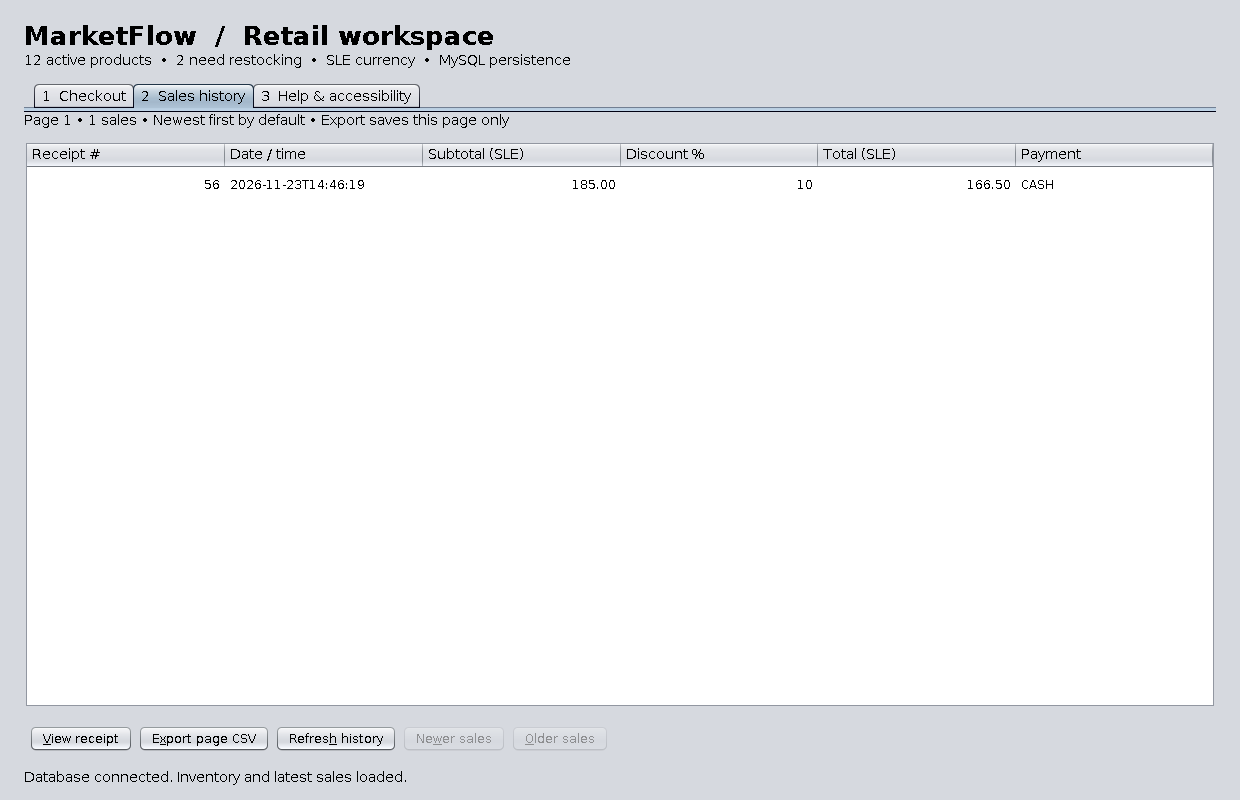 MarketFlow / Retail workspace
12 active products • 2 need restocking • SLE currency • MySQL persistence
1 Checkout 2 Sales history 3 Help & accessibility
Page 1 • 1 sales • Newest first by default • Export saves this page only
Receipt # Date / time Subtotal (SLE) Discount % Total (SLE) Payment
56 2026-11-23T14:46:19 185.00 10 166.50 CASH
View receipt Export page CSV Refresh history Newer sales Older sales
Database connected. Inventory and latest sales loaded.